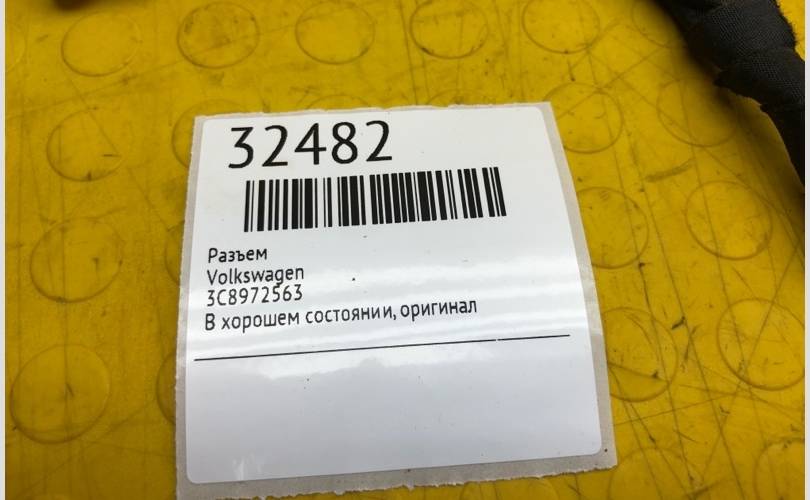 32482
Разъем
Volkswagen
3C8972563
В хорошем состоянии, оригинал